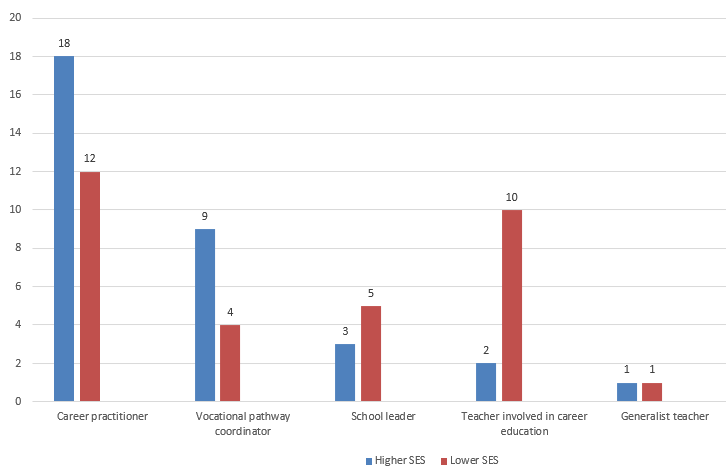 20
18
16
14
12
10
8
6
4
2
0
18
12
9
4
3
5
2
10
1
1
Career practitioner
Vocational pathway
coordinator
School leader
Teacher involved in career
education
Generalist teacher
Higher SES
Lower SES